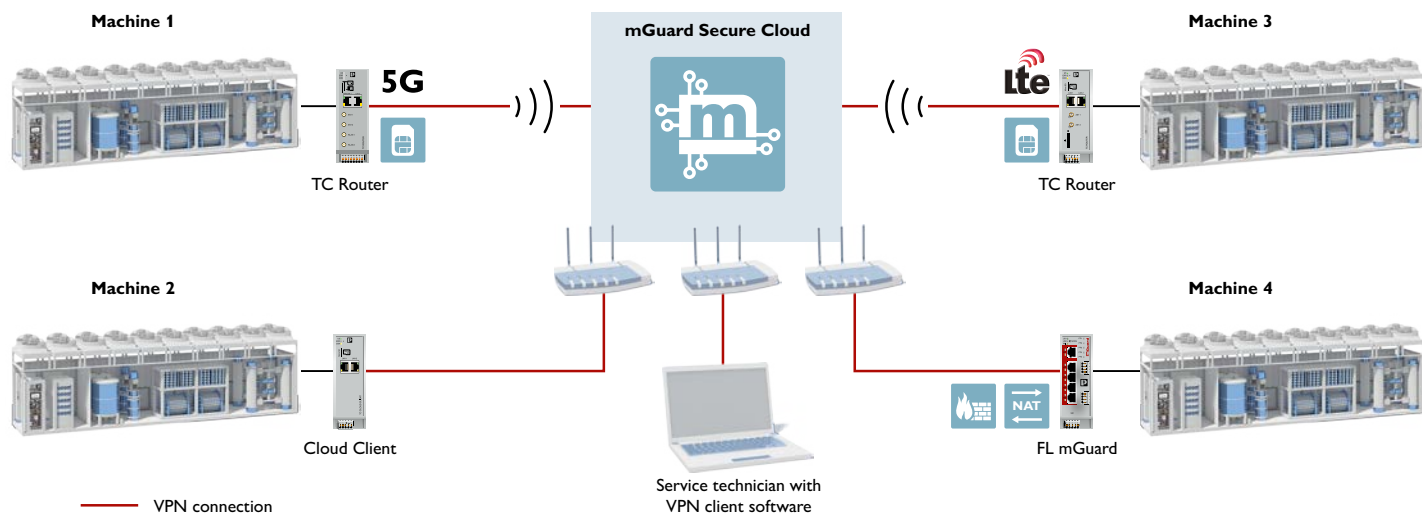 Machine 1
mGuard Secure Cloud
Machine 3
5G
Lte
m
TC Router
TC Router
Machine 2
Machine 4
NAT
Cloud Client
FL mGuard
Service technician with
VPN client software
VPN connection